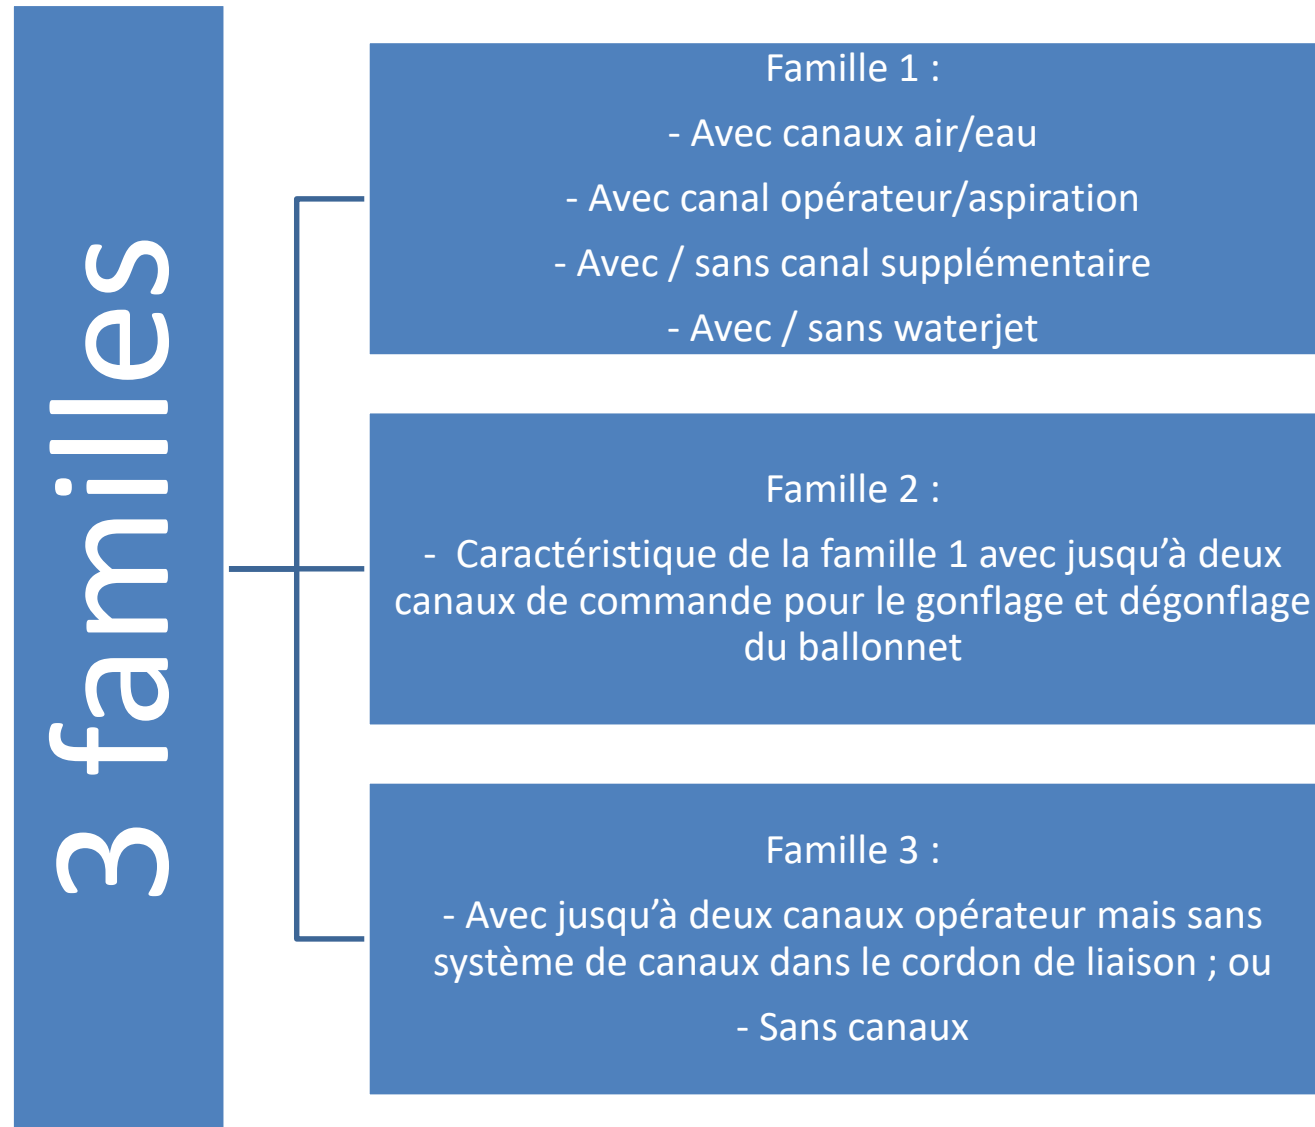 3 familles
Famille 1 :
- Avec canaux air/eau
- Avec canal opérateur/aspiration
- Avec / sans canal supplémentaire
- Avec / sans waterjet
Famille 2 :
- Caractéristique de la famille 1 avec jusqu’à deux
canaux de commande pour le gonflage et dégonflage
du ballonnet
Famille 3 :
- Avec jusqu’à deux canaux opérateur mais sans
système de canaux dans le cordon de liaison ; ou
- Sans canaux